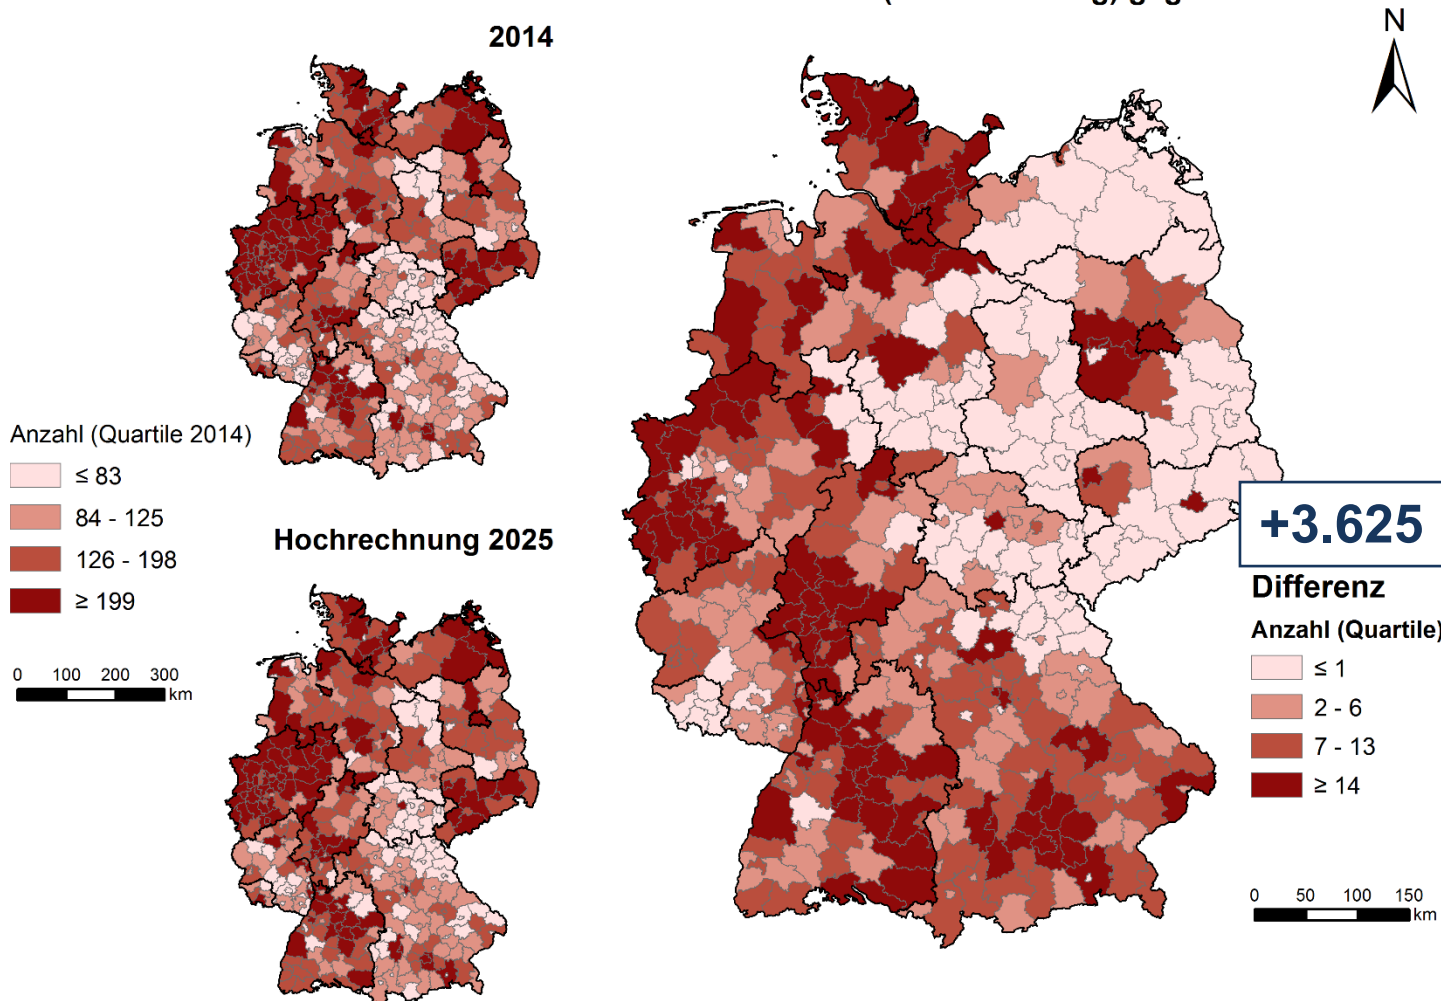 2014
N
Anzahl (Quartile 2014)
≤ 83
84 - 125
126 - 198
≥ 199
0 100 200 300
km
Hochrechnung 2025
+3.625
Differenz
Anzahl (Quartile)
≤ 1
2 - 6
7 - 13
≥ 14
0 50 100 150
km